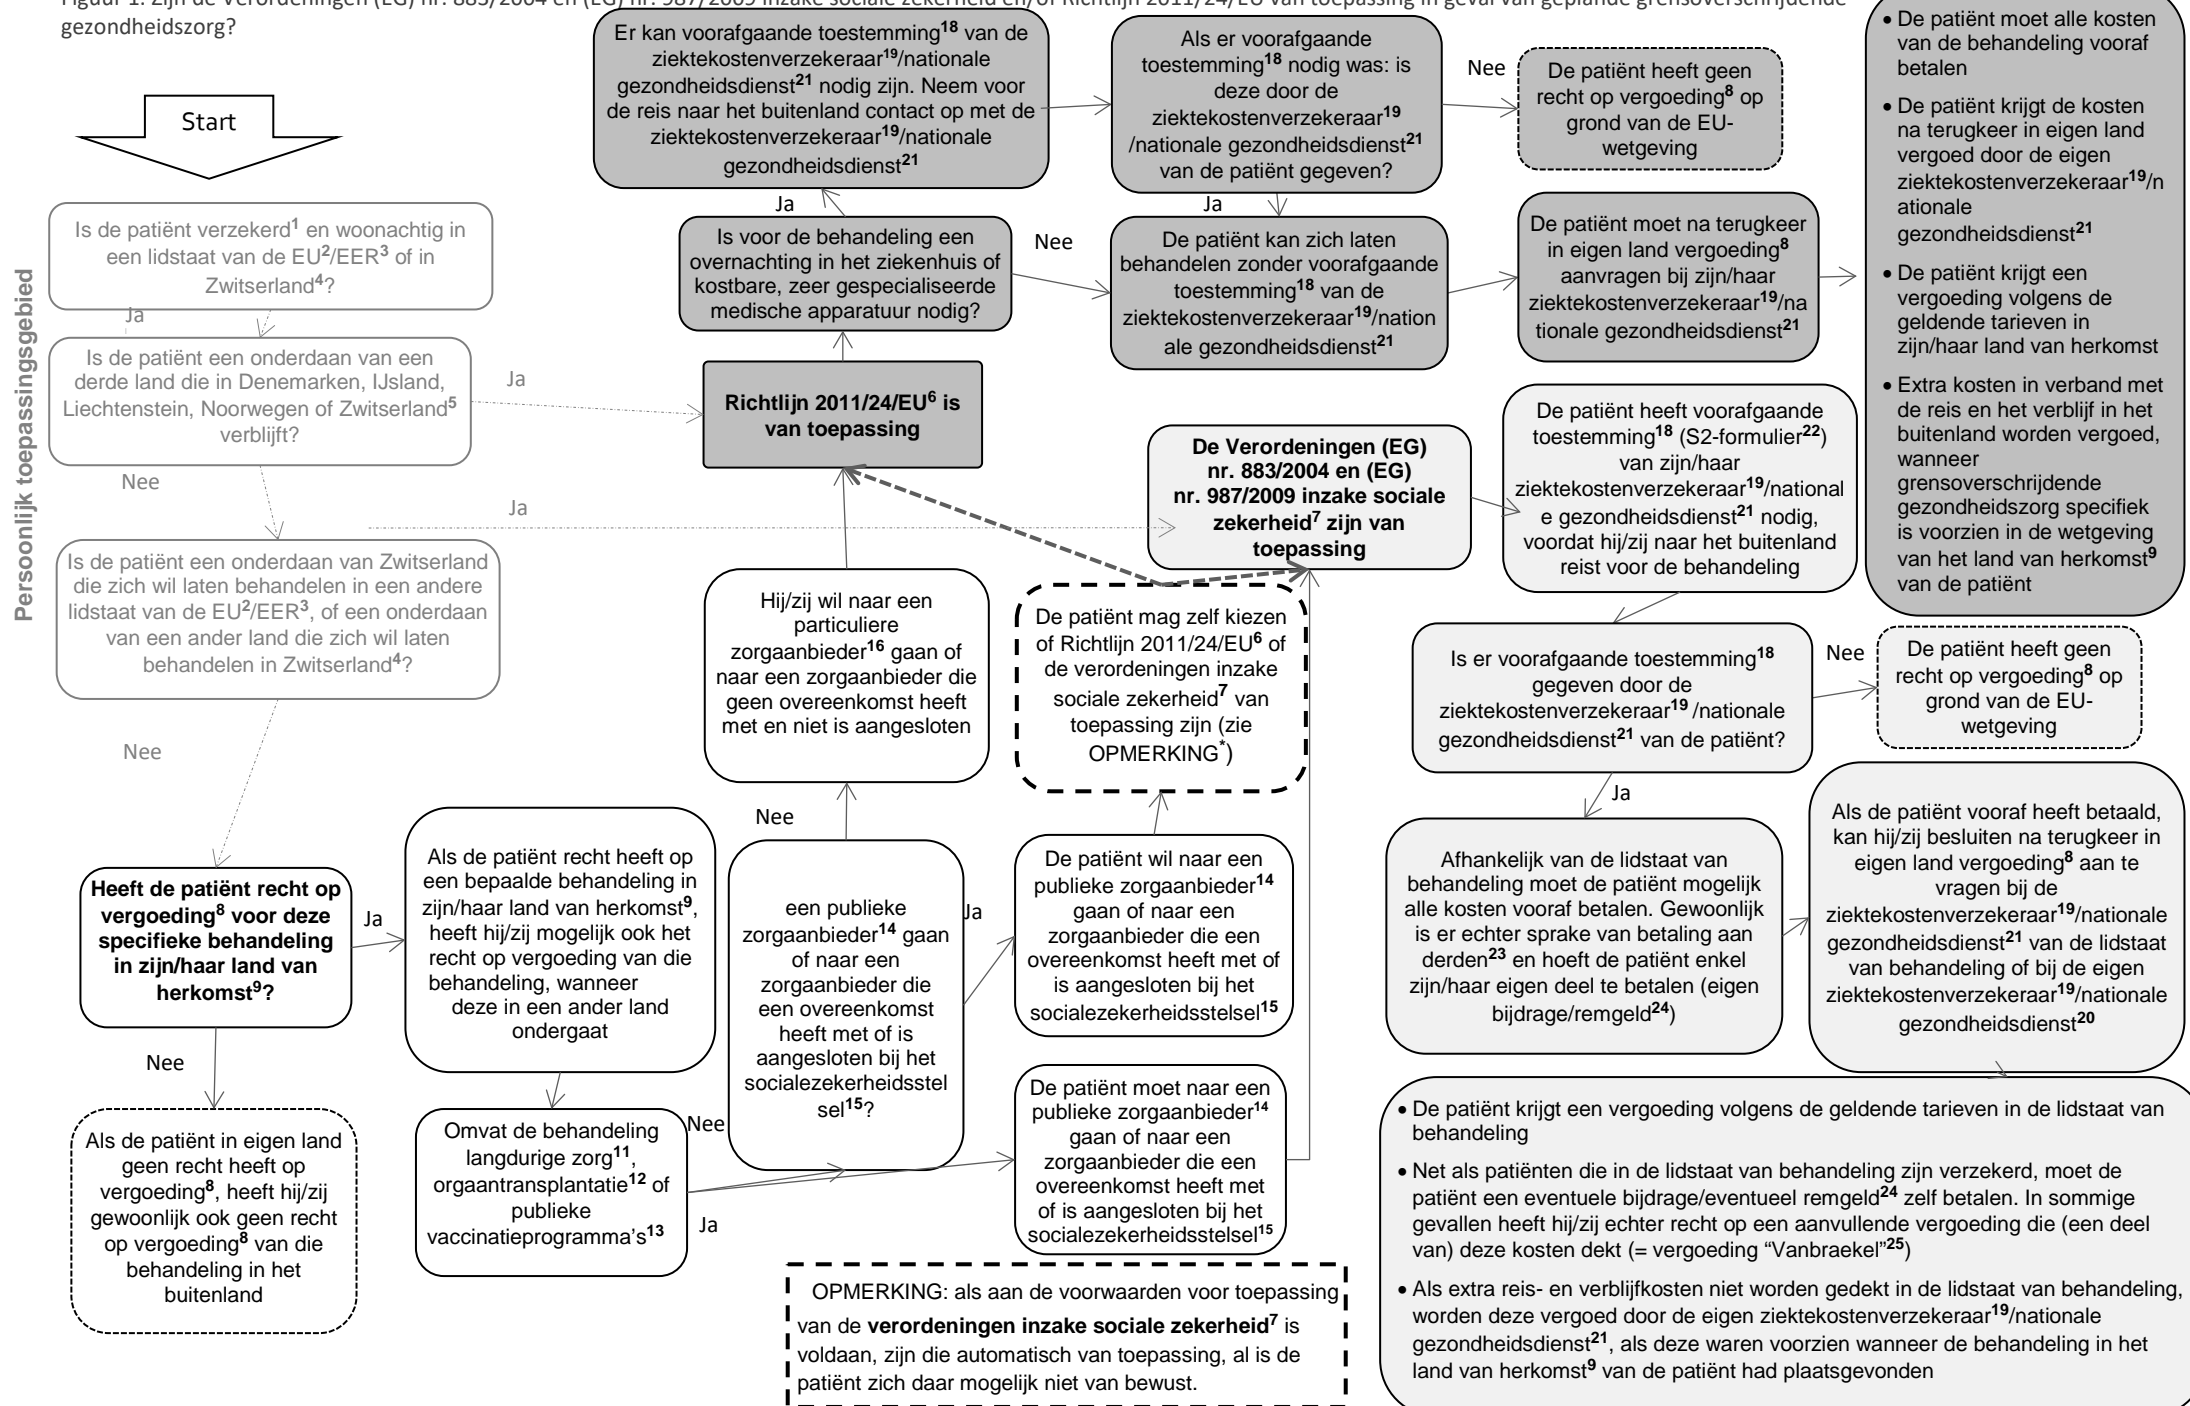 Figuur 1: Zijn de Verordeningen (EG) nr. 883/2004 en (EG) nr. 987/2009 inzake sociale zekerheid en/of Richtlijn 2011/24/EU van toepassing in geval van geplande grensoverschrijdende
gezondheidszorg?
Start
Persoonlijk toepassingsgebied
Is de patiënt verzekerd1 en woonachtig in
een lidstaat van de EU2/EER3 of in
Zwitserland4?
Ja
Is de patiënt een onderdaan van een
derde land die in Denemarken, IJsland,
Liechtenstein, Noorwegen of Zwitserland5
verblijft?
Ja
Nee
Ja
Is de patiënt een onderdaan van Zwitserland
die zich wil laten behandelen in een andere
lidstaat van de EU2/EER3, of een onderdaan
van een ander land die zich wil laten
behandelen in Zwitserland4?
Nee
Heeft de patiënt recht op
vergoeding8 voor deze
specifieke behandeling
in zijn/haar land van
herkomst9?
Ja
Nee
Als de patiënt in eigen land
geen recht heeft op
vergoeding8, heeft hij/zij
gewoonlijk ook geen recht
op vergoeding8 van die
behandeling in het
buitenland
Als de patiënt recht heeft op
een bepaalde behandeling in
zijn/haar land van herkomst9,
heeft hij/zij mogelijk ook het
recht op vergoeding van die
behandeling, wanneer
deze in een ander land
ondergaat
Omvat de behandeling
langdurige zorg11,
orgaantransplantatie12 of
publieke
vaccinatieprogramma's13
Nee
Ja
een publieke
zorgaanbieder14 gaan
of naar een
zorgaanbieder die
een overeenkomst
heeft met of is
aangesloten bij het
socialezekerheidsstel
sel15?
Nee
Ja
Hij/zij wil naar een
particuliere
zorgaanbieder16 gaan of
naar een zorgaanbieder die
geen overeenkomst heeft
met en niet is aangesloten
De patiënt wil naar een
publieke zorgaanbieder14
gaan of naar een
zorgaanbieder die een
overeenkomst heeft met of
is aangesloten bij het
socialezekerheidsstelsel15
De patiënt moet naar een
publieke zorgaanbieder14
gaan of naar een
zorgaanbieder die een
overeenkomst heeft met
of is aangesloten bij het
socialezekerheidsstelsel15
De patiënt mag zelf kiezen
of Richtlijn 2011/24/EU6 of
de verordeningen inzake
sociale zekerheid7 van
toepassing zijn (zie
OPMERKING*)
OPMERKING: als aan de voorwaarden voor toepassing
van de verordeningen inzake sociale zekerheid7 is
voldaan, zijn die automatisch van toepassing, al is de
patiënt zich daar mogelijk niet van bewust.
Richtlijn 2011/24/EU6 is
van toepassing
Is voor de behandeling een
overnachting in het ziekenhuis of
kostbare, zeer gespecialiseerde
medische apparatuur nodig?
Ja
Nee
Er kan voorafgaande toestemming18 van de
ziektekostenverzekeraar19/nationale
gezondheidsdienst21 nodig zijn. Neem voor
de reis naar het buitenland contact op met de
ziektekostenverzekeraar19/nationale
gezondheidsdienst21
Als er voorafgaande
toestemming18 nodig was: is
deze door de
ziektekostenverzekeraar19
/nationale gezondheidsdienst21
van de patiënt gegeven?
Nee
Ja
De patiënt heeft geen
recht op vergoeding8 op
grond van de EU-
wetgeving
De patiënt kan zich laten
behandelen zonder voorafgaande
toestemming18 van de
ziektekostenverzekeraar19/nation
ale gezondheidsdienst21
De patiënt moet na terugkeer
in eigen land vergoeding8
aanvragen bij zijn/haar
ziektekostenverzekeraar19/na
tionale gezondheidsdienst21
• De patiënt moet alle kosten
van de behandeling vooraf
betalen
• De patiënt krijgt de kosten
na terugkeer in eigen land
vergoed door de eigen
ziektekostenverzekeraar19/n
ationale
gezondheidsdienst21
• De patiënt krijgt een
vergoeding volgens de
geldende tarieven in
zijn/haar land van herkomst
• Extra kosten in verband met
de reis en het verblijf in het
buitenland worden vergoed,
wanneer
grensoverschrijdende
gezondheidszorg specifiek
is voorzien in de wetgeving
van het land van herkomst9
van de patiënt
De Verordeningen (EG)
nr. 883/2004 en (EG)
nr. 987/2009 inzake sociale
zekerheid7 zijn van
toepassing
De patiënt heeft voorafgaande
toestemming18 (S2-formulier22)
van zijn/haar
ziektekostenverzekeraar19/national
e gezondheidsdienst21 nodig,
voordat hij/zij naar het buitenland
reist voor de behandeling
Is er voorafgaande toestemming18
gegeven door de
ziektekostenverzekeraar19 /nationale
gezondheidsdienst21 van de patiënt?
Nee
De patiënt heeft geen
recht op vergoeding8 op
grond van de EU-
wetgeving
Ja
Afhankelijk van de lidstaat van
behandeling moet de patiënt mogelijk
alle kosten vooraf betalen. Gewoonlijk
is er echter sprake van betaling aan
derden23 en hoeft de patiënt enkel
zijn/haar eigen deel te betalen (eigen
bijdrage/remgeld24)
Als de patiënt vooraf heeft betaald,
kan hij/zij besluiten na terugkeer in
eigen land vergoeding8 aan te
vragen bij de
ziektekostenverzekeraar19/nationale
gezondheidsdienst21 van de lidstaat
van behandeling of bij de eigen
ziektekostenverzekeraar19/nationale
gezondheidsdienst20
• De patiënt krijgt een vergoeding volgens de geldende tarieven in de lidstaat van
behandeling
• Net als patiënten die in de lidstaat van behandeling zijn verzekerd, moet de
patiënt een eventuele bijdrage/eventueel remgeld24 zelf betalen. In sommige
gevallen heeft hij/zij echter recht op een aanvullende vergoeding die (een deel
van) deze kosten dekt (= vergoeding “Vanbraekel”25)
• Als extra reis- en verblijfkosten niet worden gedekt in de lidstaat van behandeling,
worden deze vergoed door de eigen ziektekostenverzekeraar19/nationale
gezondheidsdienst21, als deze waren voorzien wanneer de behandeling in het
land van herkomst9 van de patiënt had plaatsgevonden